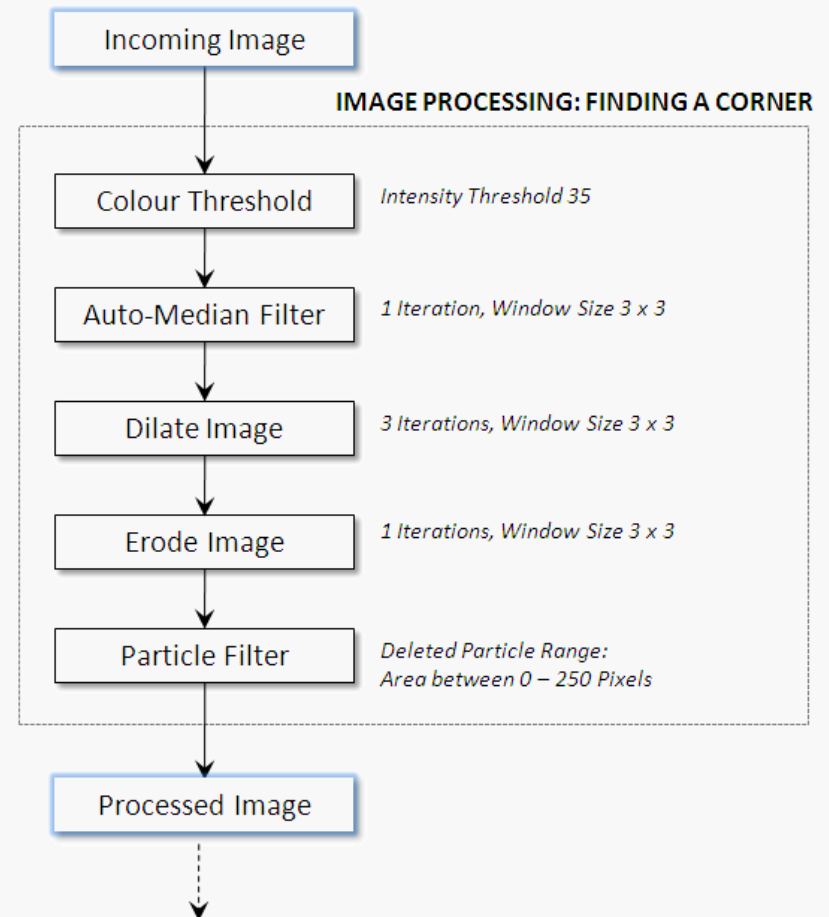 Incoming Image
IMAGE PROCESSING: FINDING A CORNER
Colour Threshold
Intensity Threshold 35
Auto-Median Filter
1 Iteration, Window Size 3 x 3
Dilate Image
3 Iterations, Window Size 3 x 3
Erode Image
1 Iterations, Window Size 3 x 3
Particle Filter
Deleted Particle Range:
Area between 0 – 250 Pixels
Processed Image